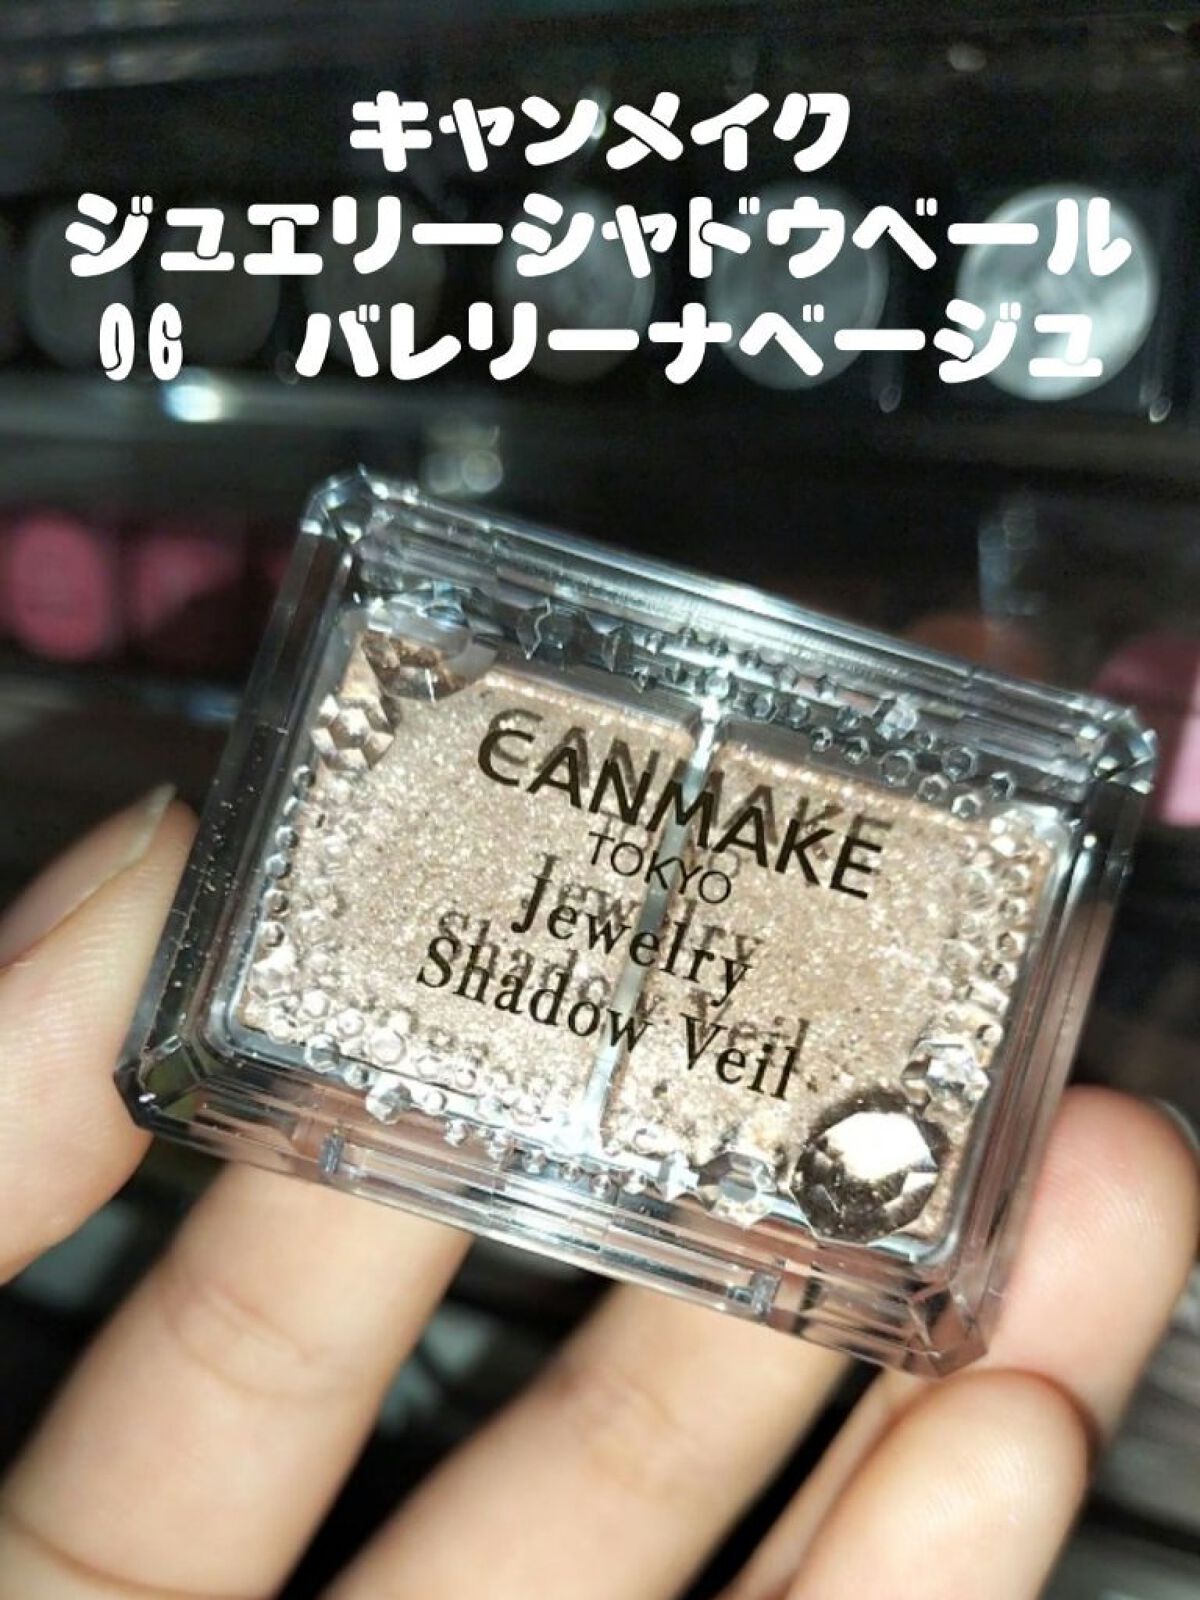 キャンメイク
ジュエリーシャドウベール
06 バレリーナベージュ
CANMAKE
TOKYO
Jewelry
Shadow Veil